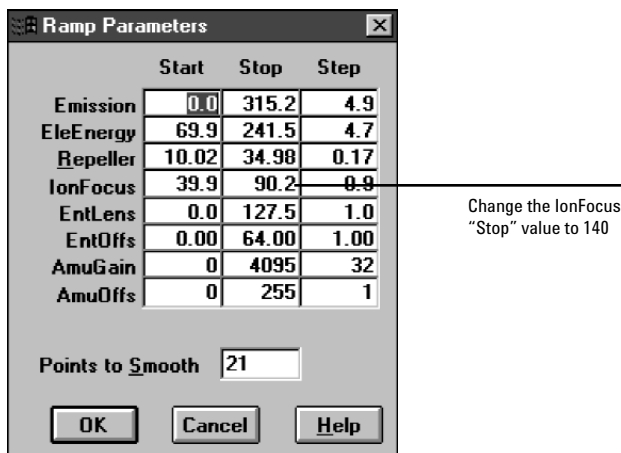 Ramp Parameters
Start Stop Step
Emission 0.0 315.2 4.9
EleEnergy 69.9 241.5 4.7
Repeller 10.02 34.98 0.17
IonFocus 39.9 90.2 0.9
EntLens 0.0 127.5 1.0
EntOffs 0.00 64.00 1.00
AmuGain 0 4095 32
AmuOffs 0 255 1
Change the IonFocus
“Stop” value to 140
Points to Smooth 21
OK Cancel Help